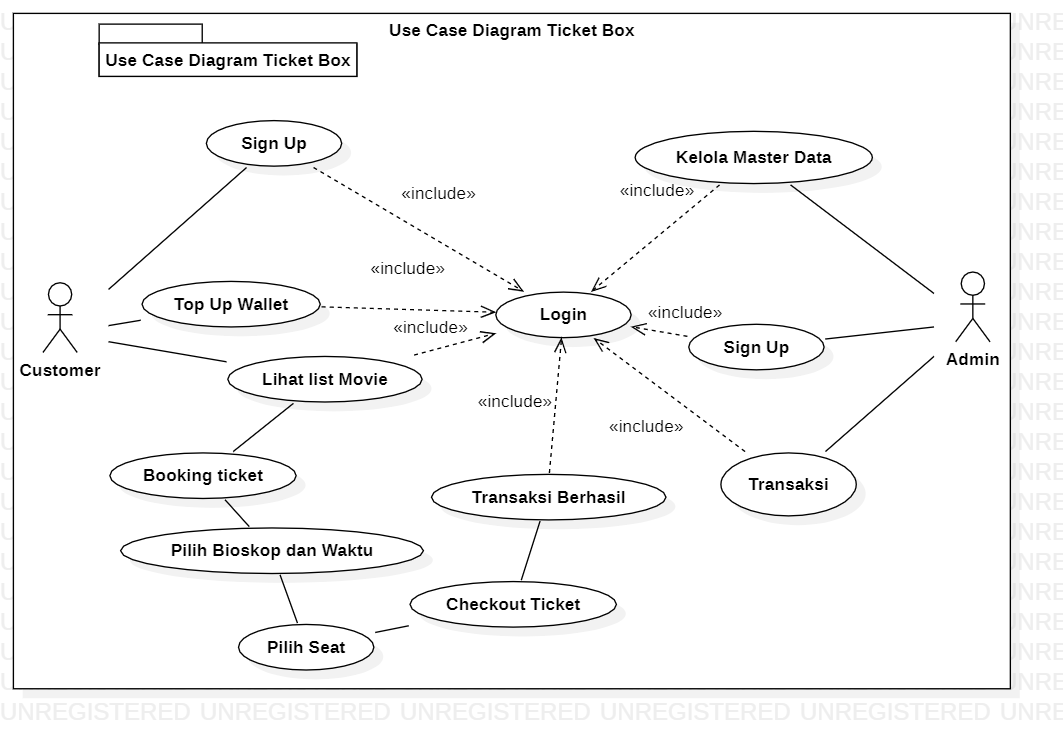 Use Case Diagram Ticket Box
Use Case Diagram Ticket Box
Sign Up
Kelola Master Data
«include»
«include»
«include»
Top Up Wallet
Login
«include»
«include»
Sign Up
Customer
Admin
Lihat list Movie
«include»
«include»
Booking ticket
Transaksi Berhasil
Transaksi
Pilih Bioskop dan Waktu
Checkout Ticket
Pilih Seat
UNREGISTERED UNREGISTERED UNREGISTERED UNREGISTERED UNREGISTERED